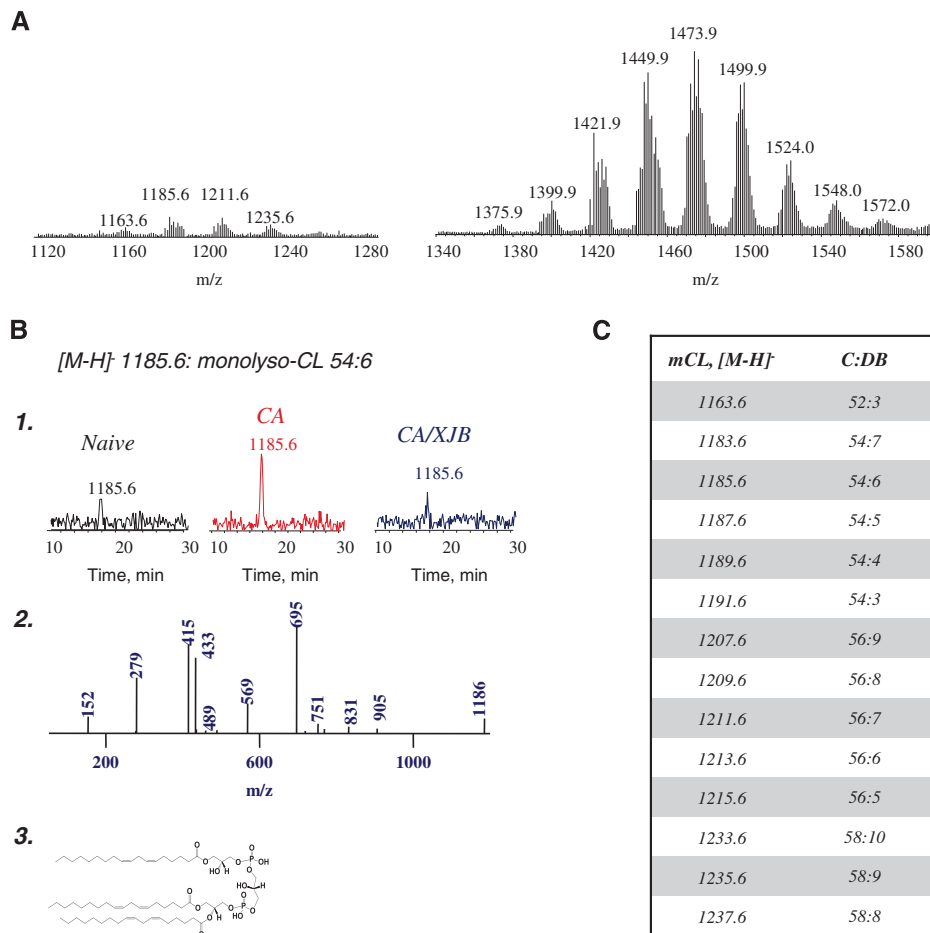 A
1163.6 1185.6 1211.6 1235.6
1375.9 1399.9 1421.9 1449.9 1473.9 1499.9 1524.0 1548.0 1572.0
1120 1160 1200 1240 1280
m/z
1340 1380 1420 1460 1500 1540 1580
m/z
B
[M-H]- 1185.6: monolyso-CL 54:6
1.
Naive
1185.6
10 20 30
Time, min
CA
1185.6
10 20 30
Time, min
CA/XJB
1185.6
10 20 30
Time, min
2.
152 279 415 433 489 569 695 751 831 905 1186
200 600 1000
m/z
3.
O
O
HO H
O
O
P
OH
O
HO H
O
O
O
HO
P
O
O
O
H
O
C
mCL, [M-H]- C:DB
1163.6 52:3
1183.6 54:7
1185.6 54:6
1187.6 54:5
1189.6 54:4
1191.6 54:3
1207.6 56:9
1209.6 56:8
1211.6 56:7
1213.6 56:6
1215.6 56:5
1233.6 58:10
1235.6 58:9
1237.6 58:8